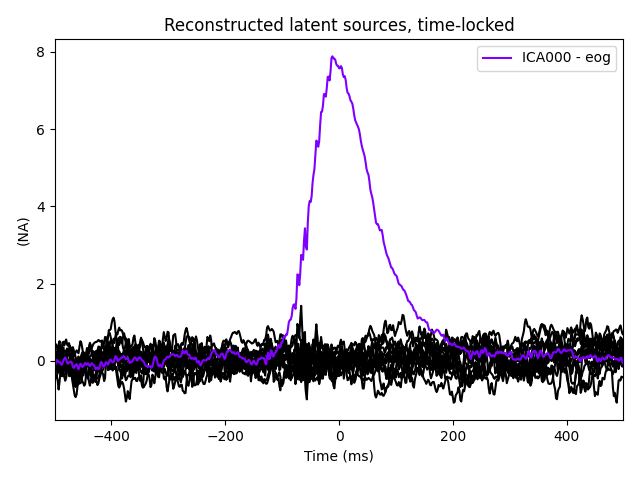 Reconstructed latent sources, time-locked
ICA000 - eog
8
6
4
2
0
(NA)
−400
−200
0
200
400
Time (ms)